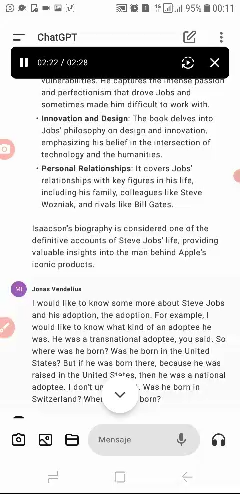 95% 00:11
ChatGPT
02:22 / 02:28
vulnerabilities. He captures the intense passion
and perfectionism that drove Jobs and
sometimes made him difficult to work with.
• Innovation and Design: The book delves into
Jobs' philosophy on design and innovation,
emphasizing his belief in the intersection of
technology and the humanities.
• Personal Relationships: It covers Jobs'
relationships with key figures in his life,
including his family, colleagues like Steve
Wozniak, and rivals like Bill Gates.
Isaacson's biography is considered one of the
definitive accounts of Steve Jobs' life, providing
valuable insights into the man behind Apple's
iconic products.
Jonas Vendelius
I would like to know some more about Steve Jobs
and his adoption, the adoption. For example, I
would like to know what kind of an adoptee he
was. He was a transnational adoptee, you said. So
where was he born? Was he born in the United
States? But if he was born there, because he was
raised in the United States, then he was a national
adoptee. I don't Was he born in
Switzerland? born?
Mensaje